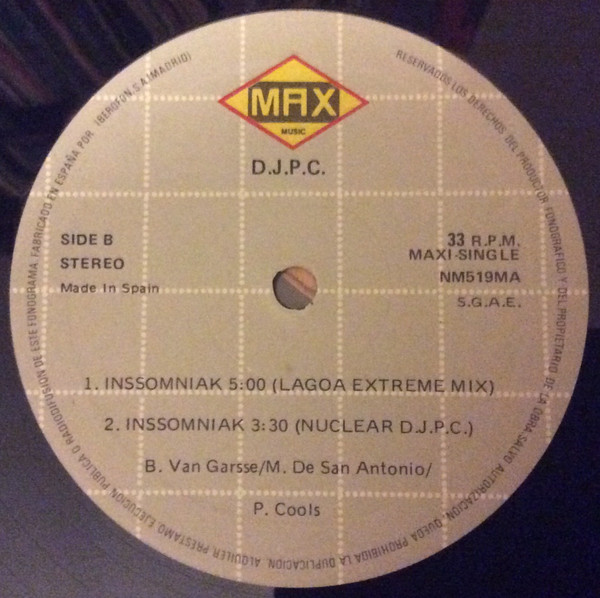 MAX
MUSIC
D.J.P.C.
SIDE B
STEREO
Made In Spain
33 R.P.M.
MAXI-SINGLE
NM519MA
S.G.A.E.
1. INSSOMNIAK 5:00 (LAGOA EXTREME MIX)
2. INSSOMNIAK 3:30 (NUCLEAR D.J.P.C.)
B. Van Garsse/M. De San Antonio/
P. Cools
RESERVADOS LOS DERECHOS DEL PRODUCTOR FONOGRAFICO Y DEL PROPIETARIO DE LA OBRA SALVO AUTORIZACION, QUEDA PROHIBIDA LA DUPLICACION, ALQUILER, PRESTAMO, EJECUCION PUBLICA O RADIODIFUSION DE ESTE FONOGRAMA. FABRICADO EN ESPAÑA POR IBEROFON, S.A. (MADRID)